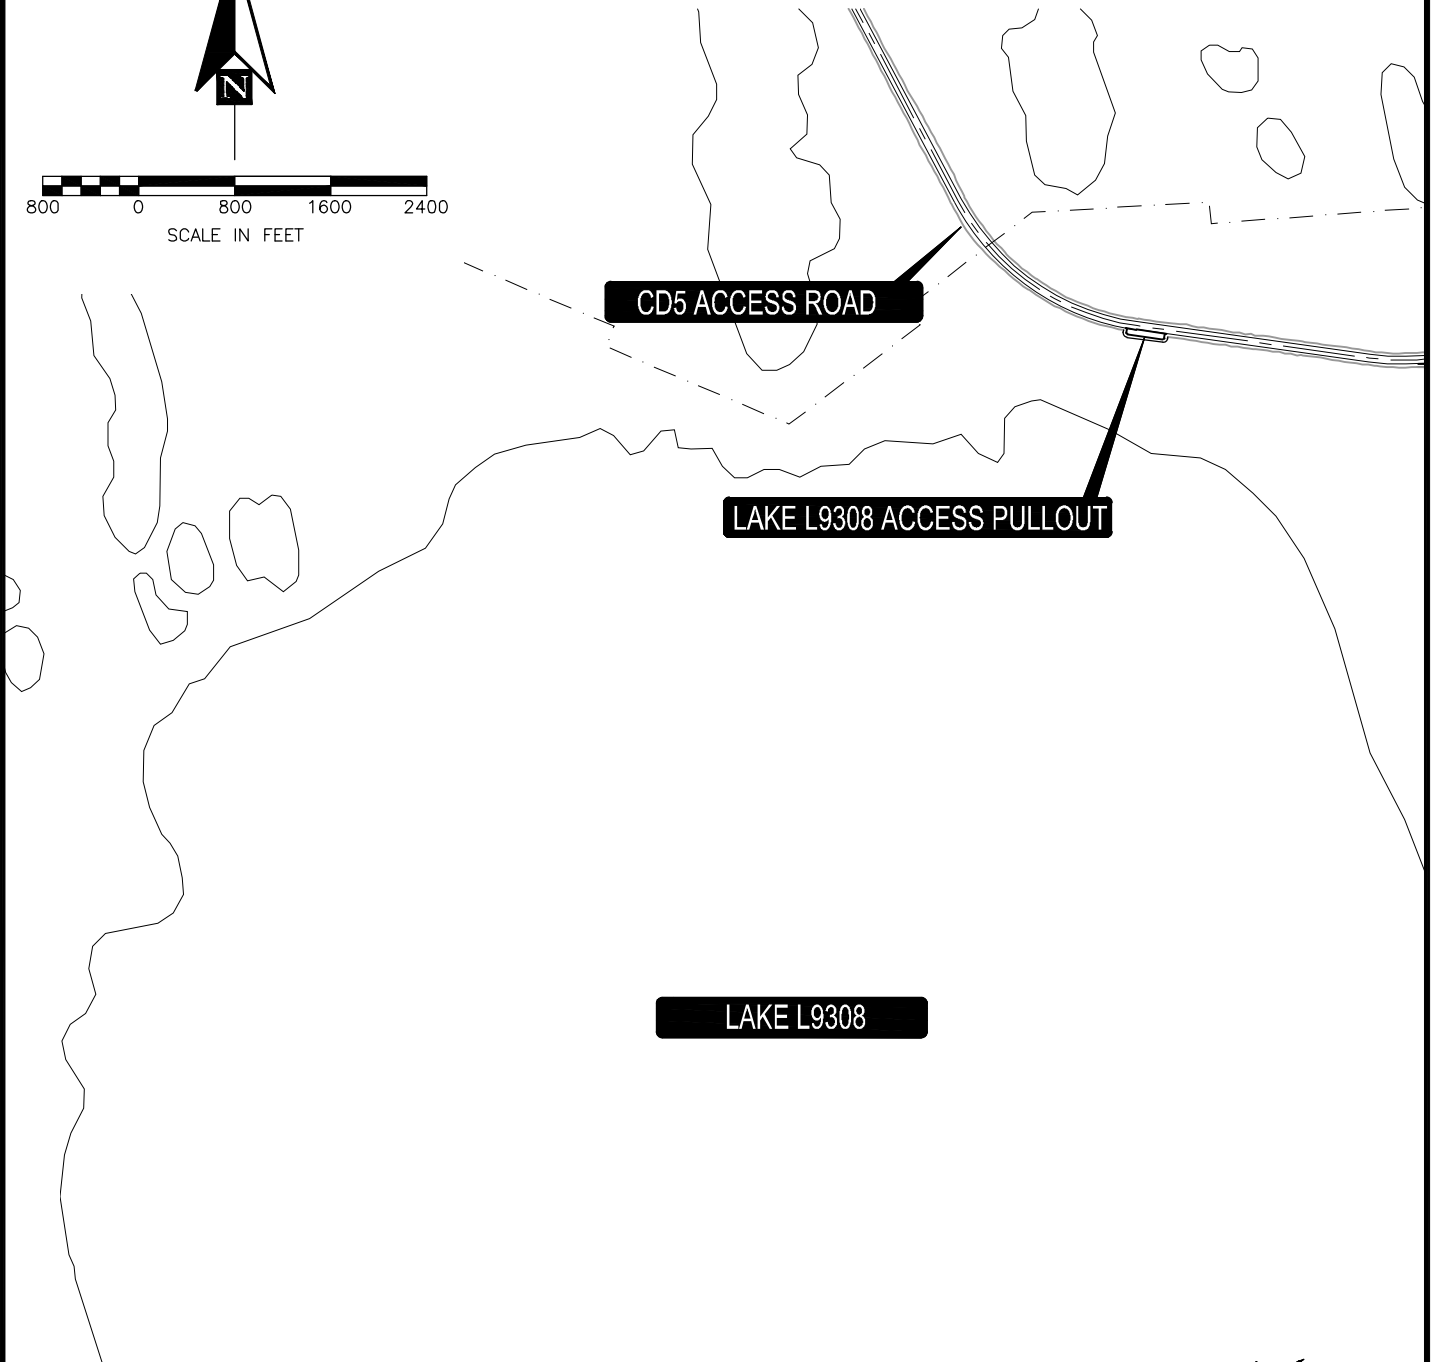 N
800 0 800 1600 2400
SCALE IN FEET
CD5 ACCESS ROAD
LAKE L9308 ACCESS PULLOUT
LAKE L9308